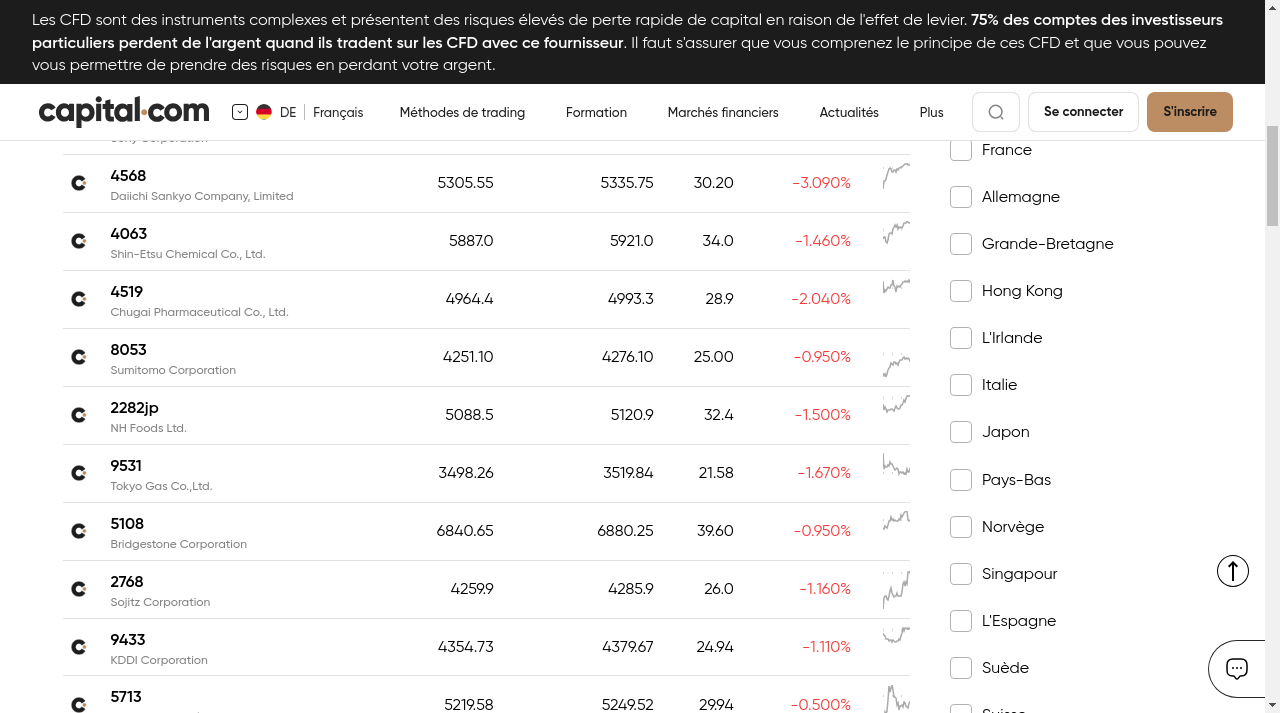 Les CFD sont des instruments complexes et présentent des risques élevés de perte rapide de capital en raison de l'effet de levier. 75% des comptes des investisseurs
particuliers perdent de l'argent quand ils tradent sur les CFD avec ce fournisseur. Il faut s'assurer que vous comprenez le principe de ces CFD et que vous pouvez
vous permettre de prendre des risques en perdant votre argent.
capital.com DE Français Méthodes de trading Formation Marchés financiers Actualités Plus Se connecter S'inscrire
France
4568 5305.55 5335.75 30.20 -3.090%
Daiichi Sankyo Company, Limited
Allemagne
4063 5887.0 5921.0 34.0 -1.460%
Shin-Etsu Chemical Co., Ltd.
Grande-Bretagne
4519 4964.4 4993.3 28.9 -2.040%
Chugai Pharmaceutical Co., Ltd.
Hong Kong
L'Irlande
8053 4251.10 4276.10 25.00 -0.950%
Sumitomo Corporation
Italie
2282jp 5088.5 5120.9 32.4 -1.500%
NH Foods Ltd.
Japon
9531 3498.26 3519.84 21.58 -1.670%
Tokyo Gas Co.,Ltd.
Pays-Bas
5108 6840.65 6880.25 39.60 -0.950%
Bridgestone Corporation
Norvège
Singapour
2768 4259.9 4285.9 26.0 -1.160%
Sojitz Corporation
L'Espagne
9433 4354.73 4379.67 24.94 -1.110%
KDDI Corporation
Suède
5713 5219.58 5249.52 29.94 -0.500%